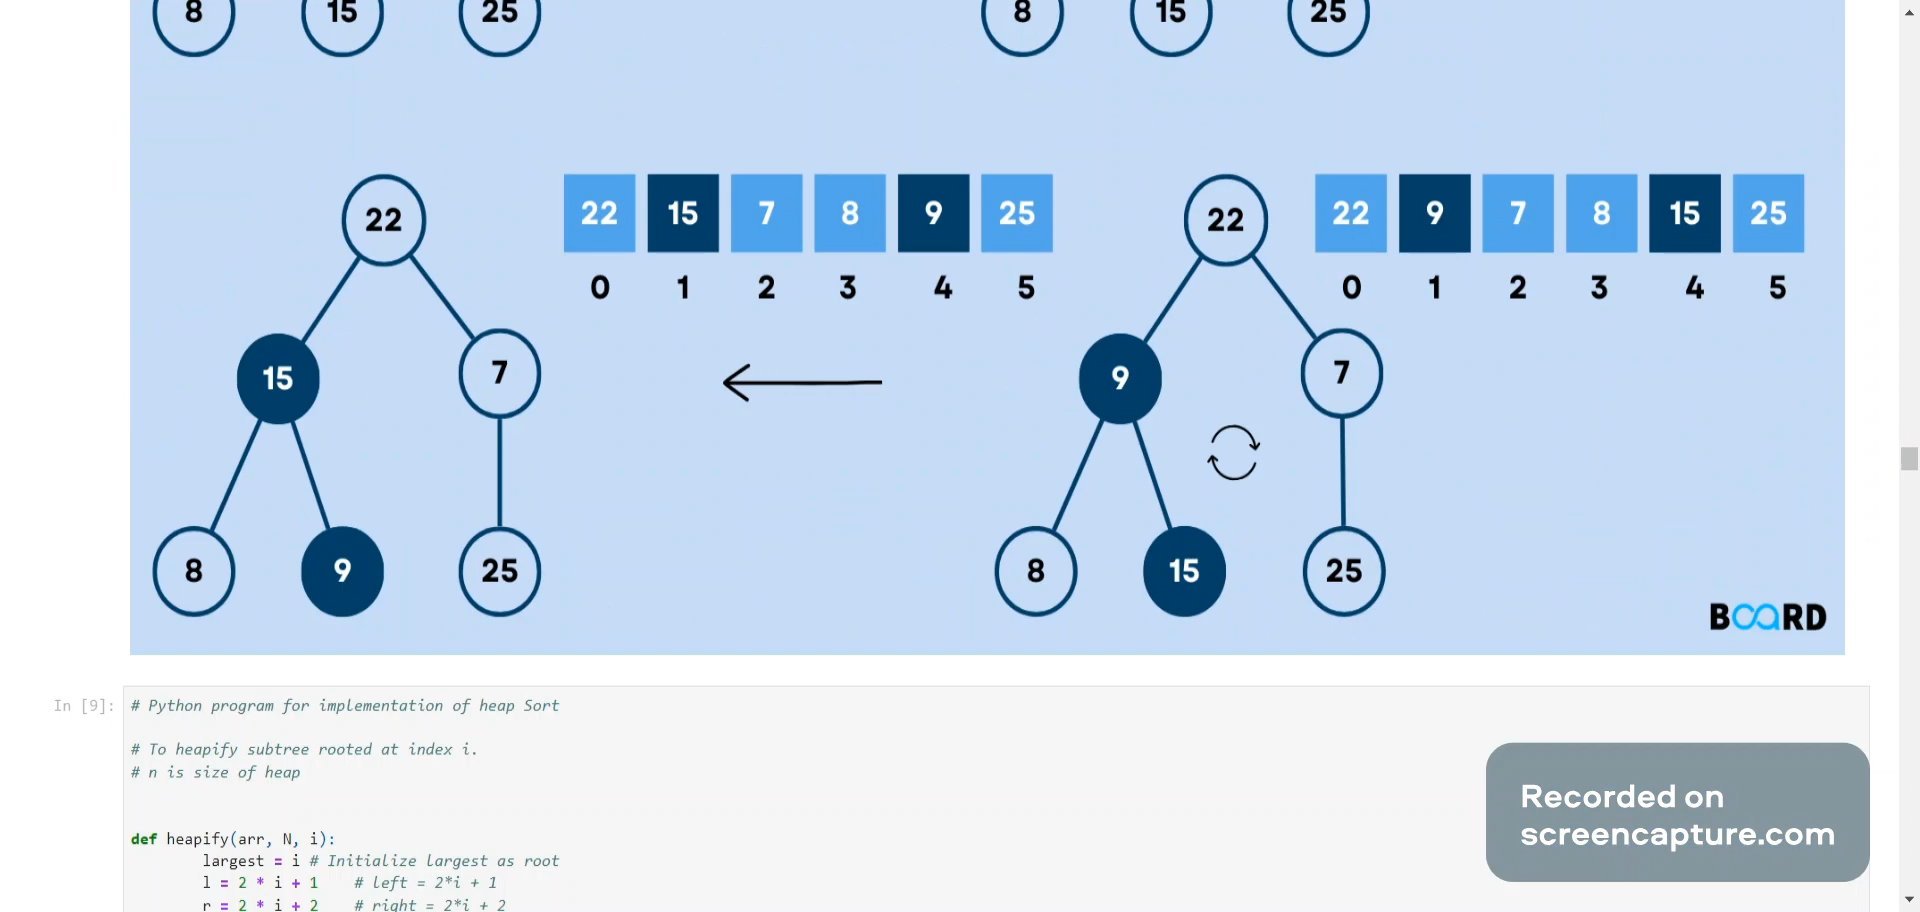 8 15 25 8 15 25
22 22 15 7 8 9 25 22 22 9 7 8 15 25
0 1 2 3 4 5 0 1 2 3 4 5
15 7 9 7
8 9 25 8 15 25
BOARD
In [9]: # Python program for implementation of heap Sort
# To heapify subtree rooted at index i.
# n is size of heap
Recorded on
screencapture.com
def heapify(arr, N, i):
largest = i # Initialize largest as root
l = 2 * i + 1 # left = 2*i + 1
r = 2 * i + 2 # right = 2*i + 2